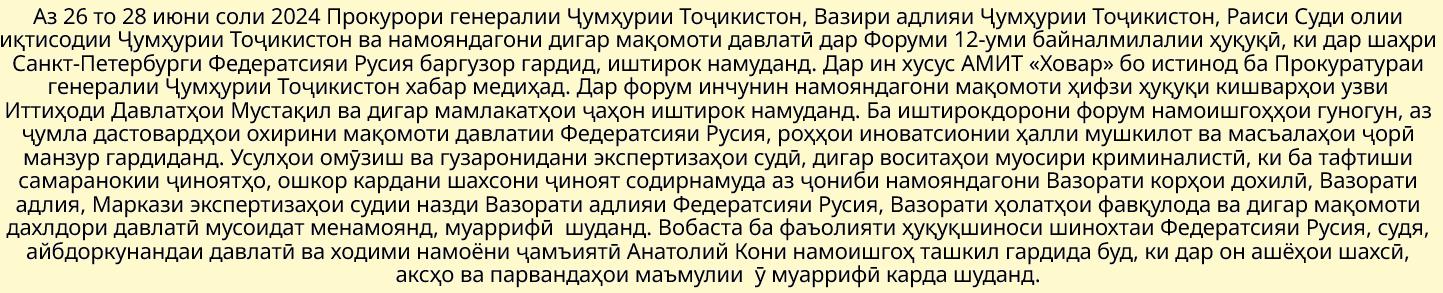 Аз 26 то 28 июни соли 2024 Прокурори генералии Ҷумҳурии Тоҷикистон, Вазири адлияи Ҷумҳурии Тоҷикистон, Раиси Суди олии
иқтисодии Ҷумҳурии Тоҷикистон ва намояндагони дигар мақомоти давлатӣ дар Форуми 12-уми байналмилалии ҳуқуқӣ, ки дар шаҳри
Санкт-Петербурги Федератсияи Русия баргузор гардид, иштирок намуданд. Дар ин хусус АМИТ «Ховар» бо истинод ба Прокуратураи
генералии Ҷумҳурии Тоҷикистон хабар медиҳад. Дар форум инчунин намояндагони мақомоти ҳифзи ҳуқуқи кишварҳои узви
Иттиҳоди Давлатҳои Мустақил ва дигар мамлакатҳои ҷаҳон иштирок намуданд. Ба иштирокдорони форум намоишгоҳҳои гуногун, аз
ҷумла дастовардҳои охирини мақомоти давлатии Федератсияи Русия, роҳҳои иноватсионии ҳалли мушкилот ва масъалаҳои ҷорӣ
манзур гардиданд. Усулҳои омӯзиш ва гузаронидани экспертизаҳои судӣ, дигар воситаҳои муосири криминалистӣ, ки ба тафтиши
самаранокии ҷиноятҳо, ошкор кардани шахсони ҷиноят содирнамуда аз ҷониби намояндагони Вазорати корҳои дохилӣ, Вазорати
адлия, Маркази экспертизаҳои судии назди Вазорати адлияи Федератсияи Русия, Вазорати ҳолатҳои фавқулода ва дигар мақомоти
дахлдори давлатӣ мусоидат менамоянд, муаррифӣ  шуданд. Вобаста ба фаъолияти ҳуқуқшиноси шинохтаи Федератсияи Русия, судя,
айбдоркунандаи давлатӣ ва ходими намоёни ҷамъиятӣ Анатолий Кони намоишгоҳ ташкил гардида буд, ки дар он ашёҳои шахсӣ,
аксҳо ва парвандаҳои маъмулии  ӯ муаррифӣ карда шуданд.